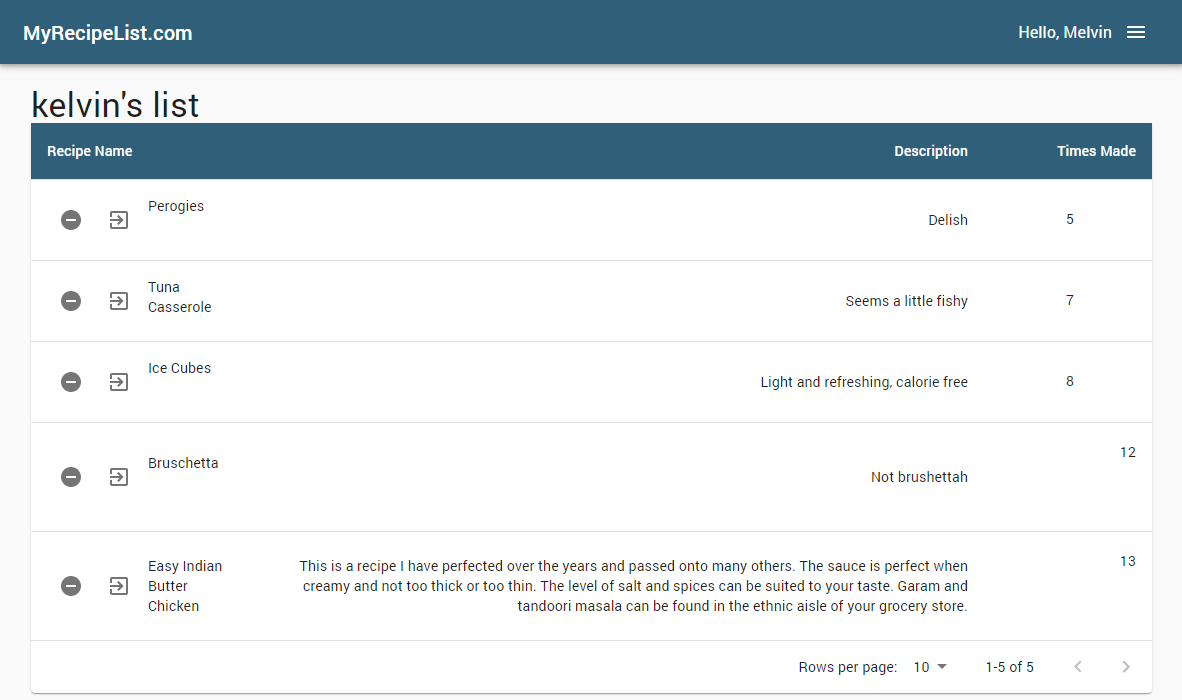 MyRecipeList.com
Hello, Melvin
kelvin's list
Recipe Name Description Times Made
Perogies
Delish 5
Tuna
Casserole
Seems a little fishy 7
Ice Cubes
Light and refreshing, calorie free 8
Bruschetta
Not brushettah
12
Easy Indian
Butter
Chicken
This is a recipe I have perfected over the years and passed onto many others. The sauce is perfect when
creamy and not too thick or too thin. The level of salt and spices can be suited to your taste. Garam and
tandoori masala can be found in the ethnic aisle of your grocery store.
13
Rows per page: 10 1-5 of 5